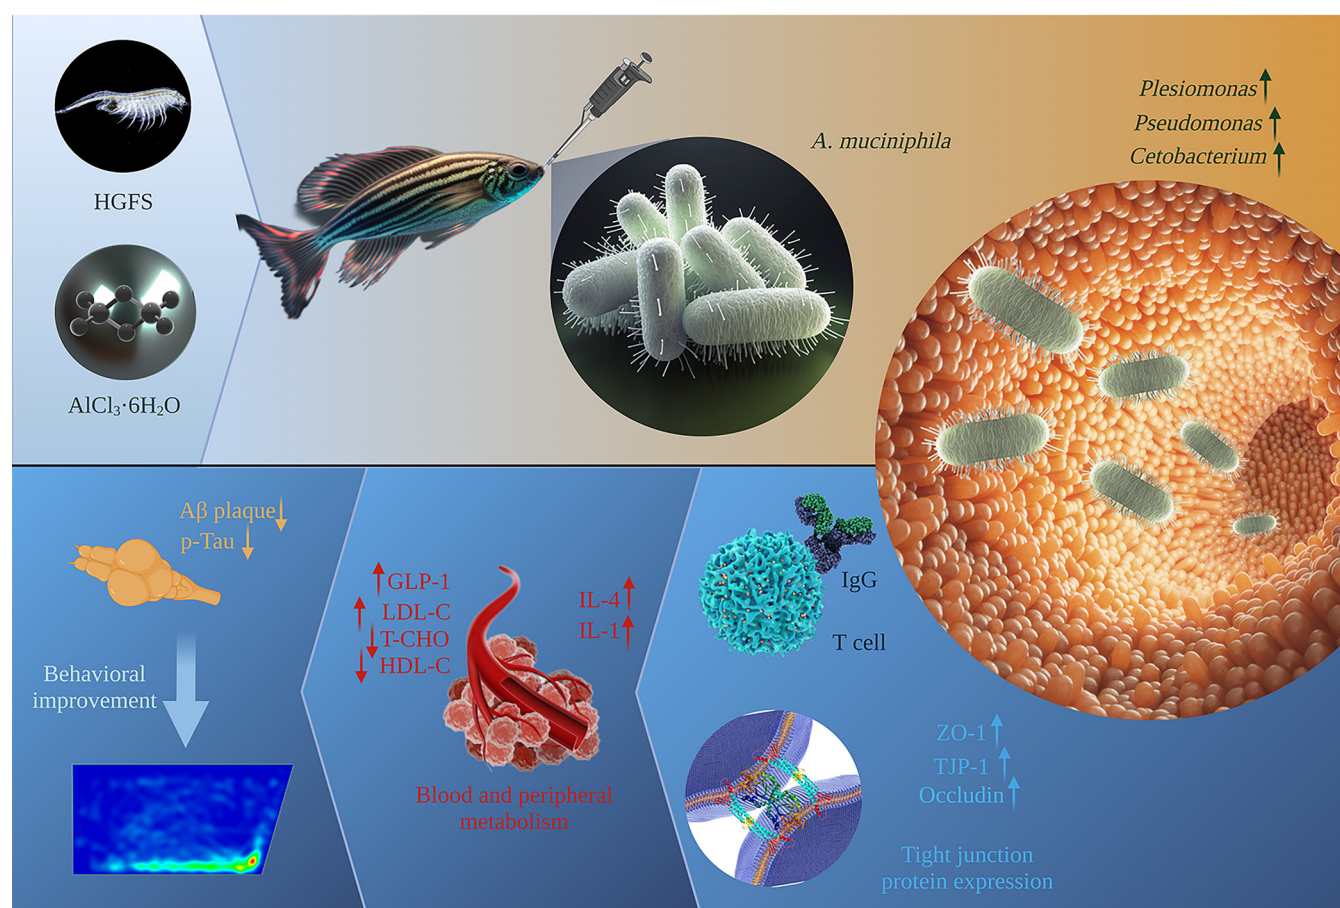 HGFS
AlCl₃·6H₂O
A. muciniphila
Plesiomonas↑
Pseudomonas↑
Cetobacterium↑
Aβ plaque↓
p-Tau↓
Behavioral
improvement
↑GLP-1
↑LDL-C
↓T-CHO
↓HDL-C
IL-4↑
IL-1↑
Blood and peripheral
metabolism
IgG
T cell
ZO-1↑
TJP-1↑
Occludin↑
Tight junction
protein expression